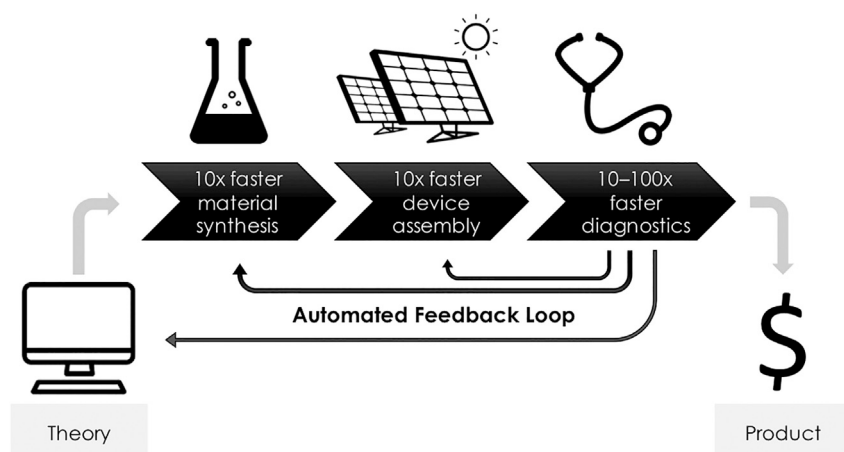 10x faster
material
synthesis
10x faster
device
assembly
10–100x
faster
diagnostics
Automated Feedback Loop
$
Theory
Product